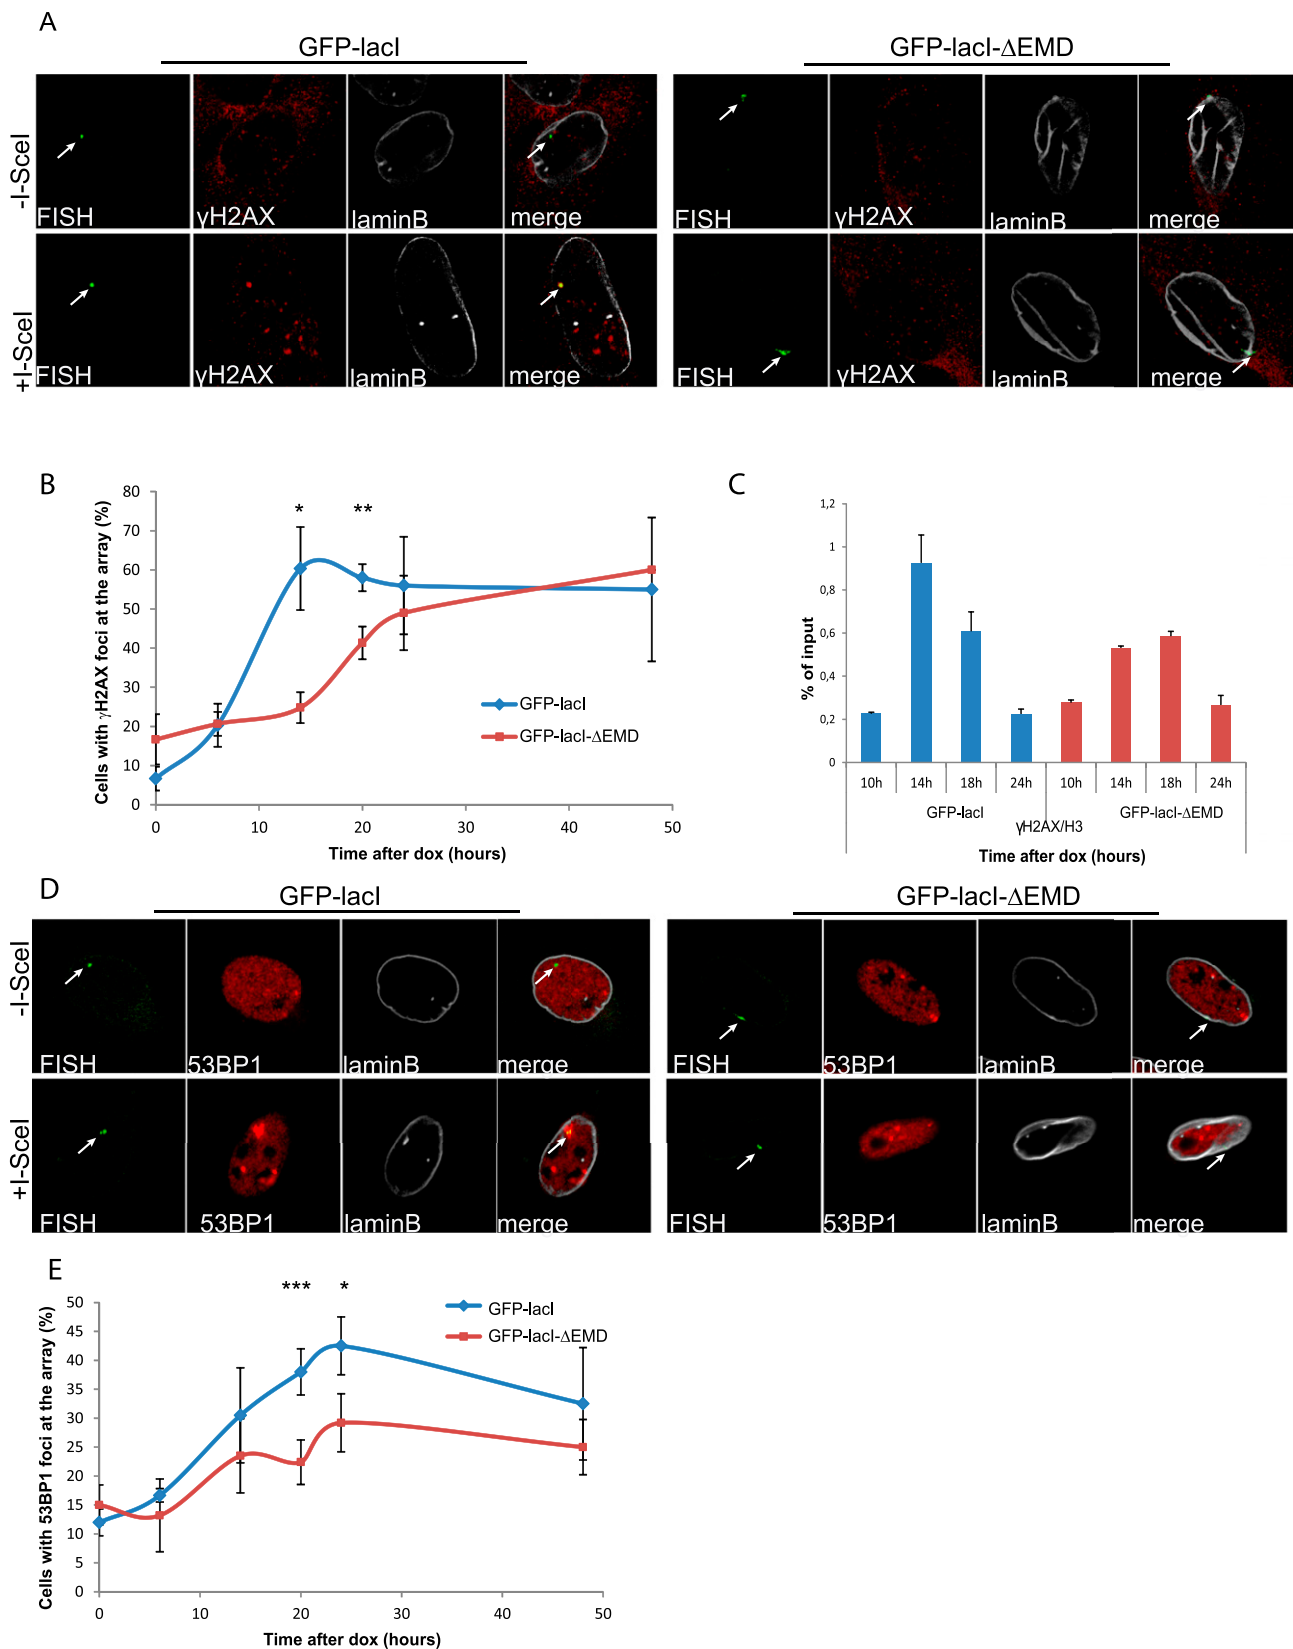 A
GFP-lacI
GFP-lacI-ΔEMD
-I-SceI
FISH
γH2AX
laminB
merge
FISH
γH2AX
laminB
merge
+I-SceI
FISH
γH2AX
laminB
merge
FISH
γH2AX
laminB
merge
B
Cells with γH2AX foci at the array (%)
80
70
60
50
40
30
20
10
0
*
**
GFP-lacI
GFP-lacI-ΔEMD
0
10
20
30
40
50
Time after dox (hours)
C
% of input
1,2
1
0,8
0,6
0,4
0,2
0
10h
14h
18h
24h
10h
14h
18h
24h
GFP-lacI
GFP-lacI-ΔEMD
γH2AX/H3
Time after dox (hours)
D
GFP-lacI
GFP-lacI-ΔEMD
-I-SceI
FISH
53BP1
laminB
merge
FISH
53BP1
laminB
merge
+I-SceI
FISH
53BP1
laminB
merge
FISH
53BP1
laminB
merge
E
Cells with 53BP1 foci at the array (%)
50
45
40
35
30
25
20
15
10
5
0
***
*
GFP-lacI
GFP-lacI-ΔEMD
0
10
20
30
40
50
Time after dox (hours)